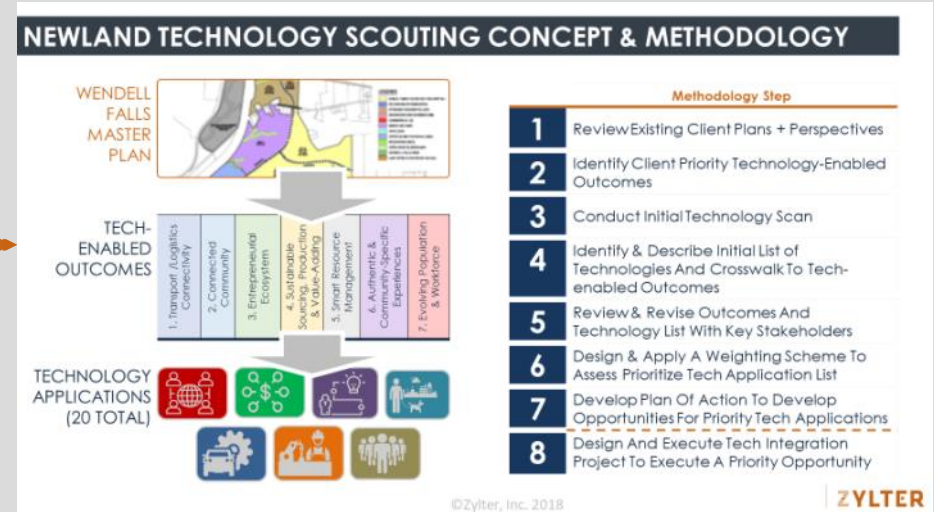 NEWLAND TECHNOLOGY SCOUTING CONCEPT & METHODOLOGY
WENDELL
FALLS
MASTER
PLAN
TECH-
ENABLED
OUTCOMES
1. Transport /Logistics
Connectivity
2. Connected
Community
3. Entrepreneurial
Ecosystem
4. Sustainable
Sourcing, Production
& Value-Adding
5. Smart Resource
Management
6. Authentic &
Community-Specific
Experiences
7. Evolving Population
& Workforce
TECHNOLOGY
APPLICATIONS
(20 TOTAL)
Methodology Step
1 Review Existing Client Plans + Perspectives
2 Identify Client Priority Technology-Enabled
Outcomes
3 Conduct Initial Technology Scan
4 Identify & Describe Initial List of
Technologies And Crosswalk To Tech-
enabled Outcomes
5 Review & Revise Outcomes And
Technology List With Key Stakeholders
6 Design & Apply A Weighting Scheme To
Assess Prioritize Tech Application List
7 Develop Plan Of Action To Develop
Opportunities For Priority Tech Applications
8 Design And Execute Tech Integration
Project To Execute A Priority Opportunity
©Zylter, Inc. 2018
ZYLTER